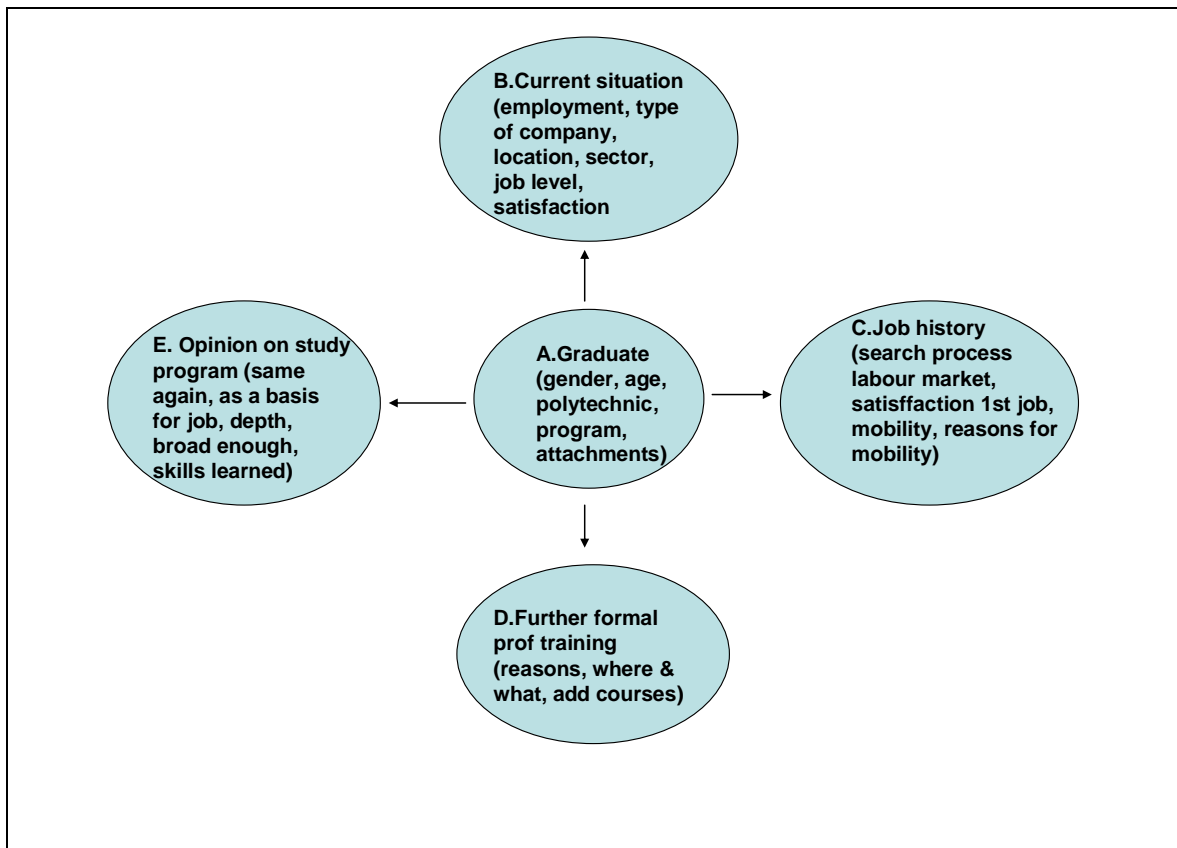 B.Current situation
(employment, type
of company,
location, sector,
job level,
satisfaction
E. Opinion on study
program (same
again, as a basis
for job, depth,
broad enough,
skills learned)
A.Graduate
(gender, age,
polytechnic,
program,
attachments)
C.Job history
(search process
labour market,
satisffaction 1st job,
mobility, reasons for
mobility)
D.Further formal
prof training
(reasons, where &
what, add courses)